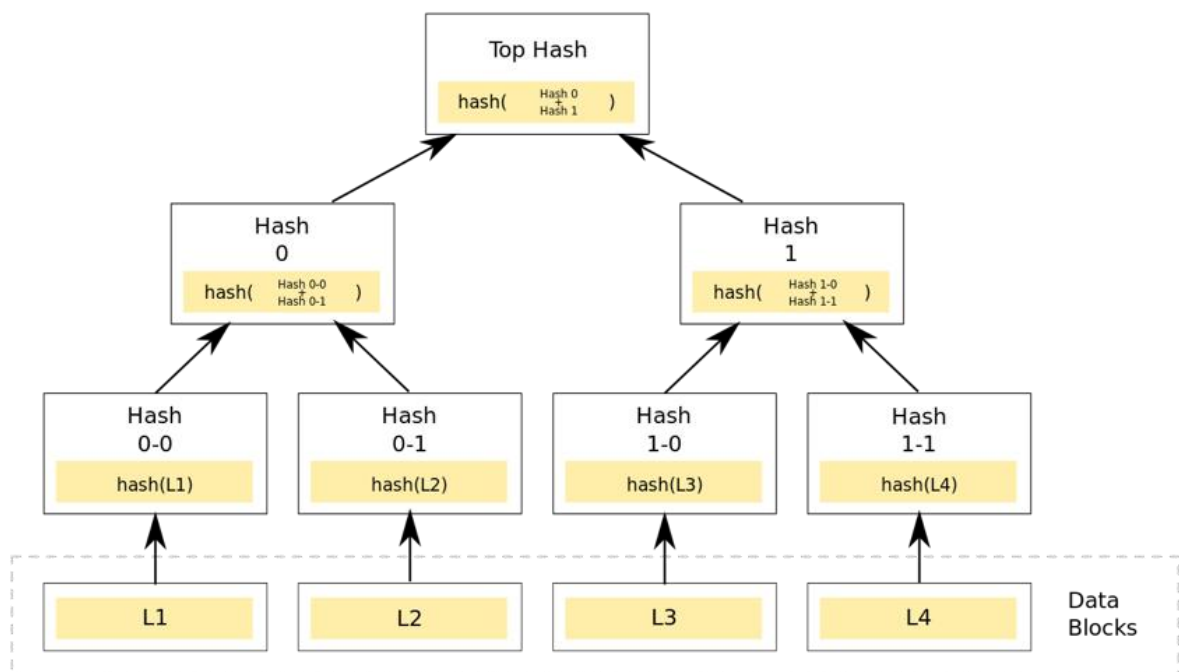 Top Hash
hash( Hash 0 + Hash 1 )
Hash
0
hash( Hash 0-0 + Hash 0-1 )
Hash
1
hash( Hash 1-0 + Hash 1-1 )
Hash
0-0
hash(L1)
Hash
0-1
hash(L2)
Hash
1-0
hash(L3)
Hash
1-1
hash(L4)
L1
L2
L3
L4
Data
Blocks